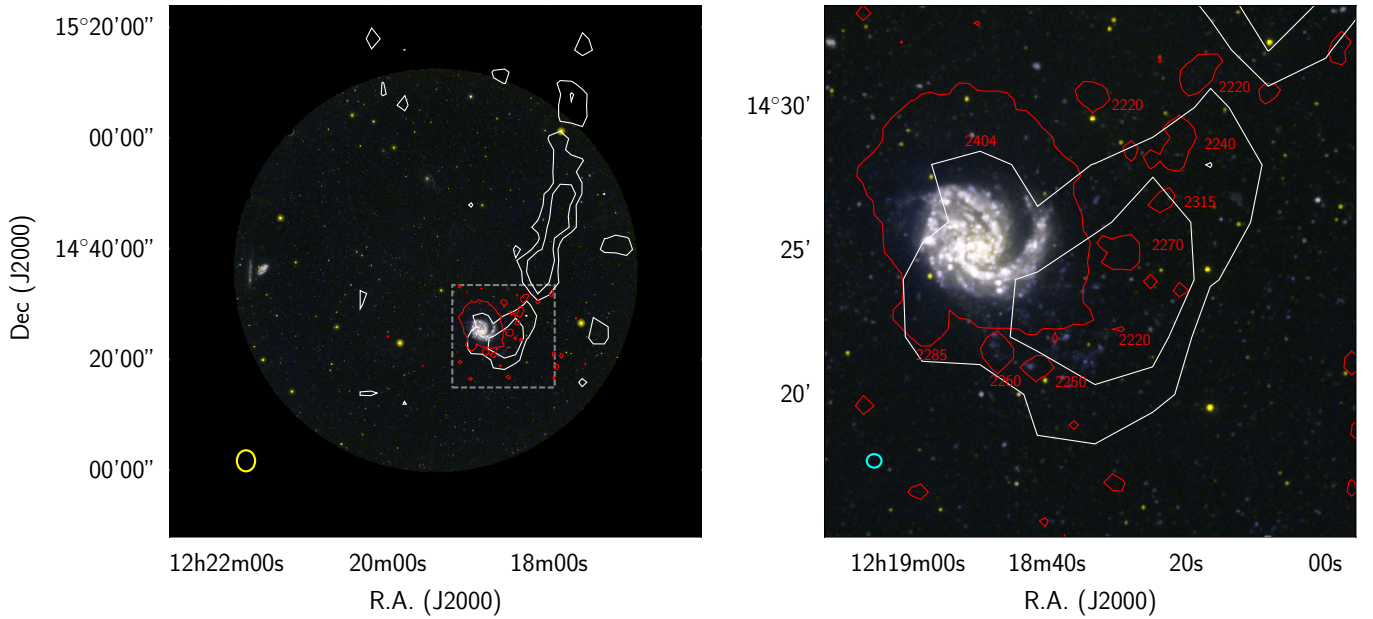 15°20'00"
00'00"
14°40'00"
20'00"
00'00"
Dec (J2000)
12h22m00s
20m00s
18m00s
R.A. (J2000)
14°30'
25'
20'
2404
2220
2220
2240
2315
2270
2220
2285
2260
2250
12h19m00s
18m40s
20s
00s
R.A. (J2000)